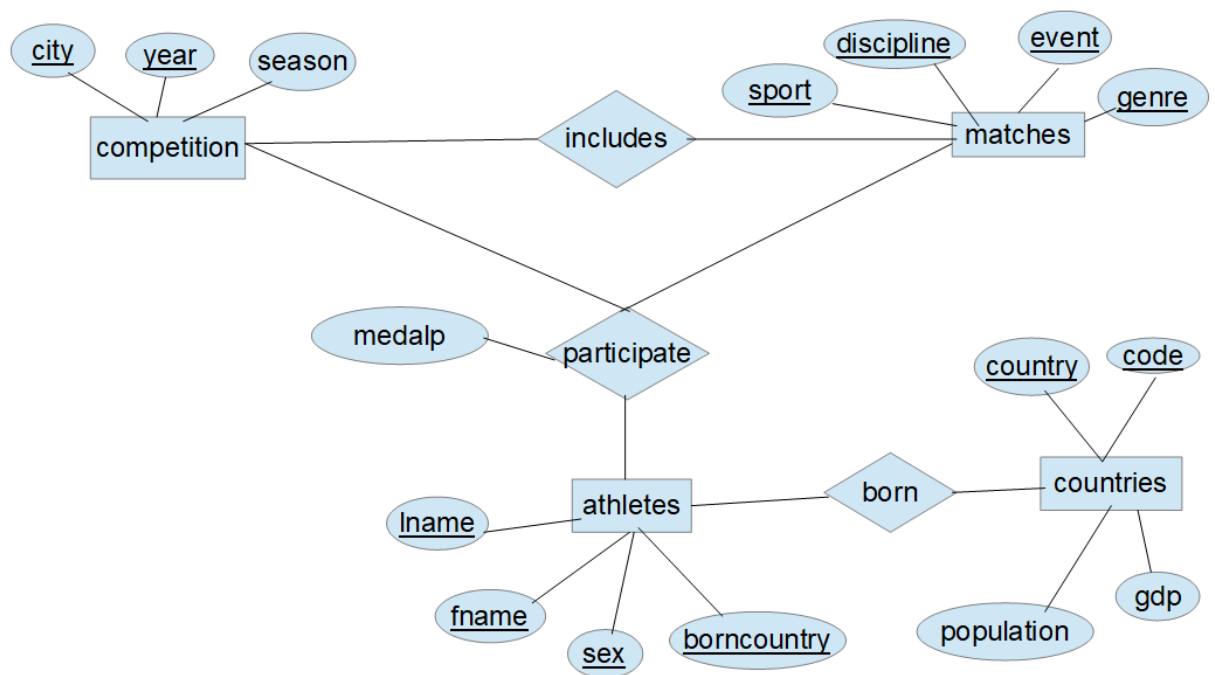 city
year
season
competition
includes
discipline
event
sport
genre
matches
medalp
participate
country
code
athletes
born
countries
lname
fname
sex
borncountry
population
gdp